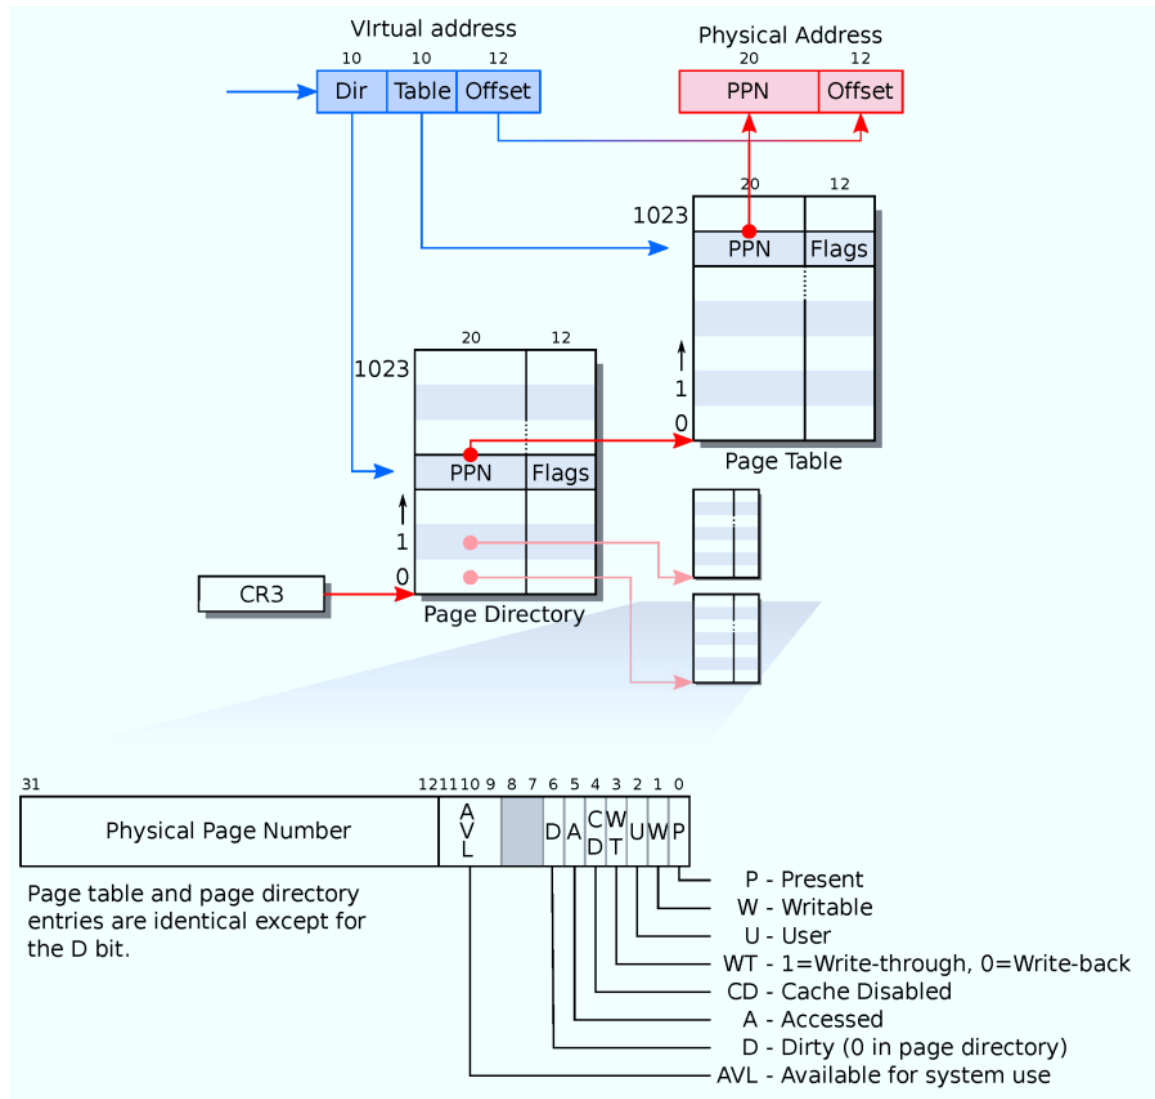 VIrtual address
10 10 12
Dir Table Offset
Physical Address
20 12
PPN Offset
20 12
1023
PPN Flags
1
0
Page Table
20 12
1023
PPN Flags
1
0
Page Directory
CR3
31 12 11 10 9 8 7 6 5 4 3 2 1 0
Physical Page Number AVL D A CD WT U W P
Page table and page directory
entries are identical except for
the D bit.
P - Present
W - Writable
U - User
WT - 1=Write-through, 0=Write-back
CD - Cache Disabled
A - Accessed
D - Dirty (0 in page directory)
AVL - Available for system use